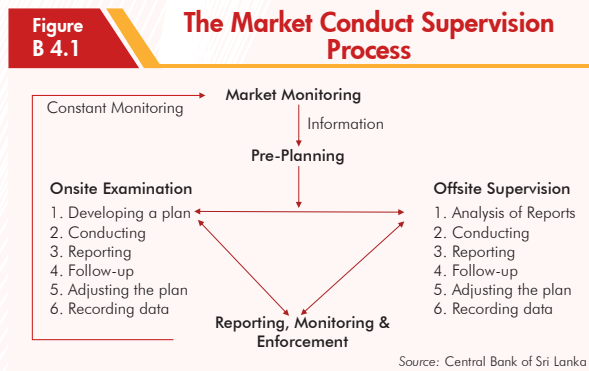 Figure
B 4.1
The Market Conduct Supervision
Process
Market Monitoring
Constant Monitoring
Information
Pre-Planning
Onsite Examination
1. Developing a plan
2. Conducting
3. Reporting
4. Follow-up
5. Adjusting the plan
6. Recording data
Offsite Supervision
1. Analysis of Reports
2. Conducting
3. Reporting
4. Follow-up
5. Adjusting the plan
6. Recording data
Reporting, Monitoring &
Enforcement
Source: Central Bank of Sri Lanka